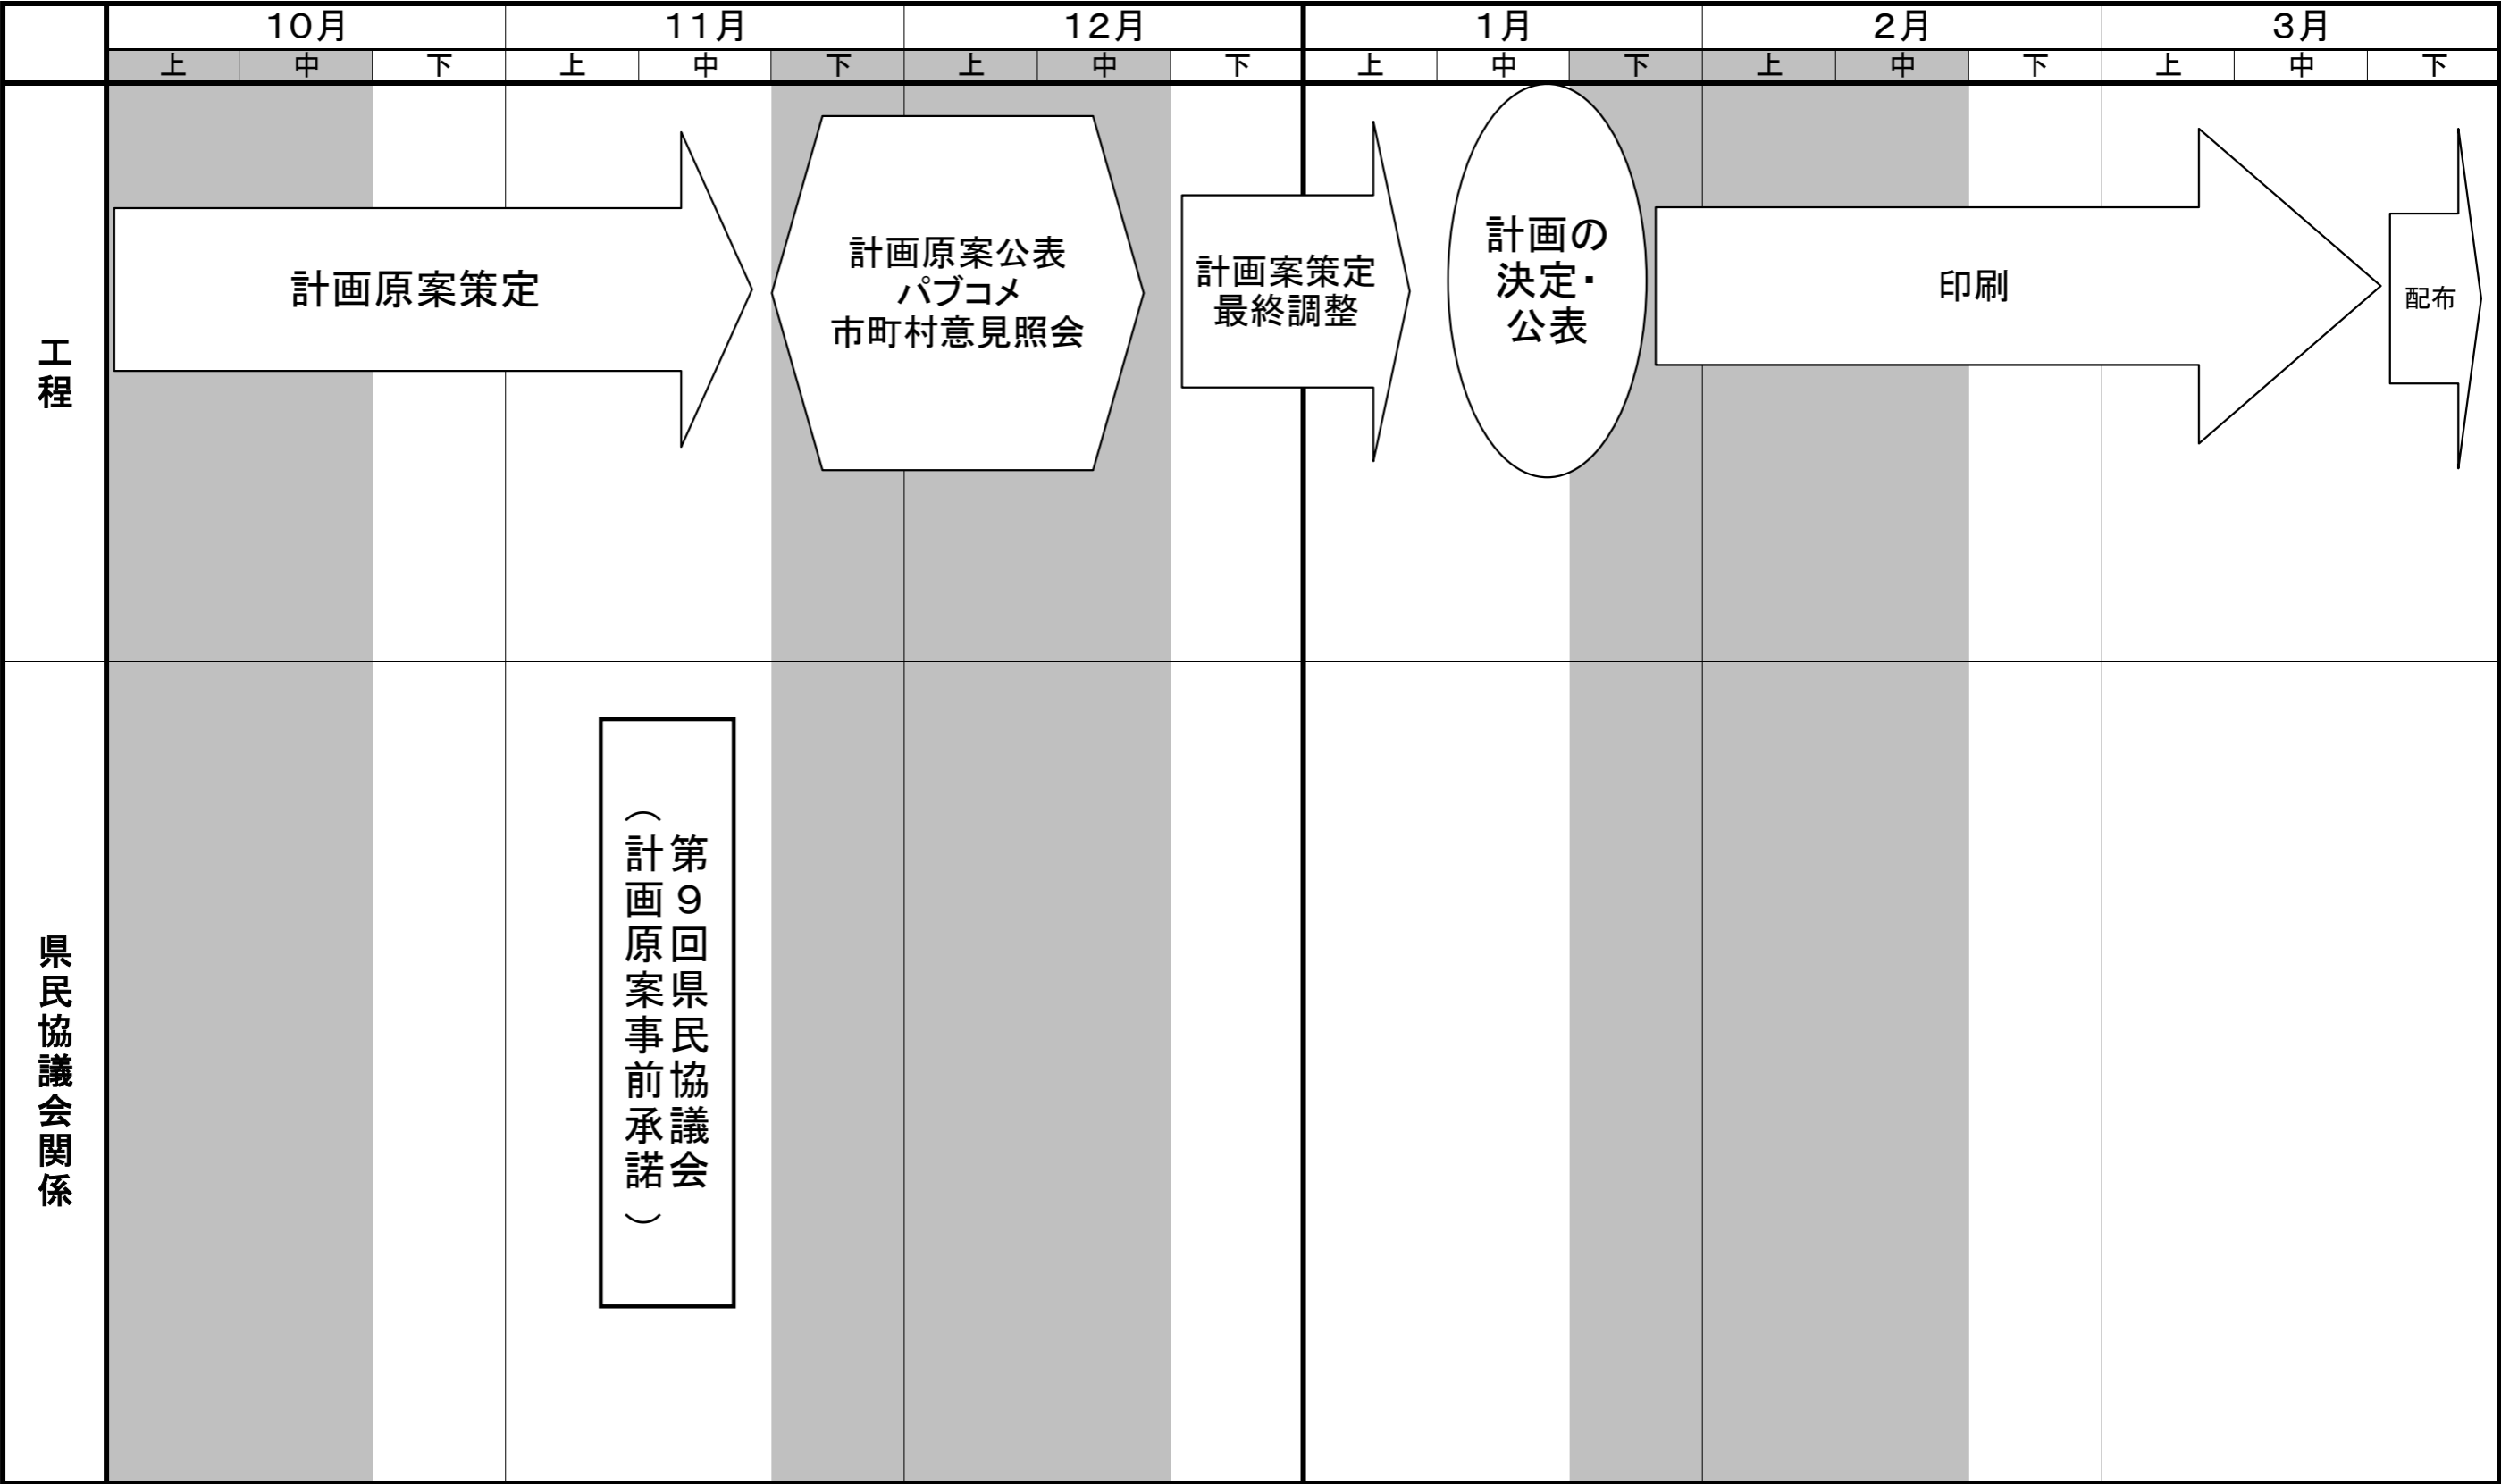 10月
11月
12月
1月
2月
3月
上 中 下 上 中 下 上 中 下 上 中 下 上 中 下 上 中 下
工程
計画原案策定
計画原案公表
パブコメ
市町村意見照会
計画案策定
最終調整
計画の
決定・
公表
印刷
配布
県民協議会関係
第９回県民協議会
（計画原案事前承諾）